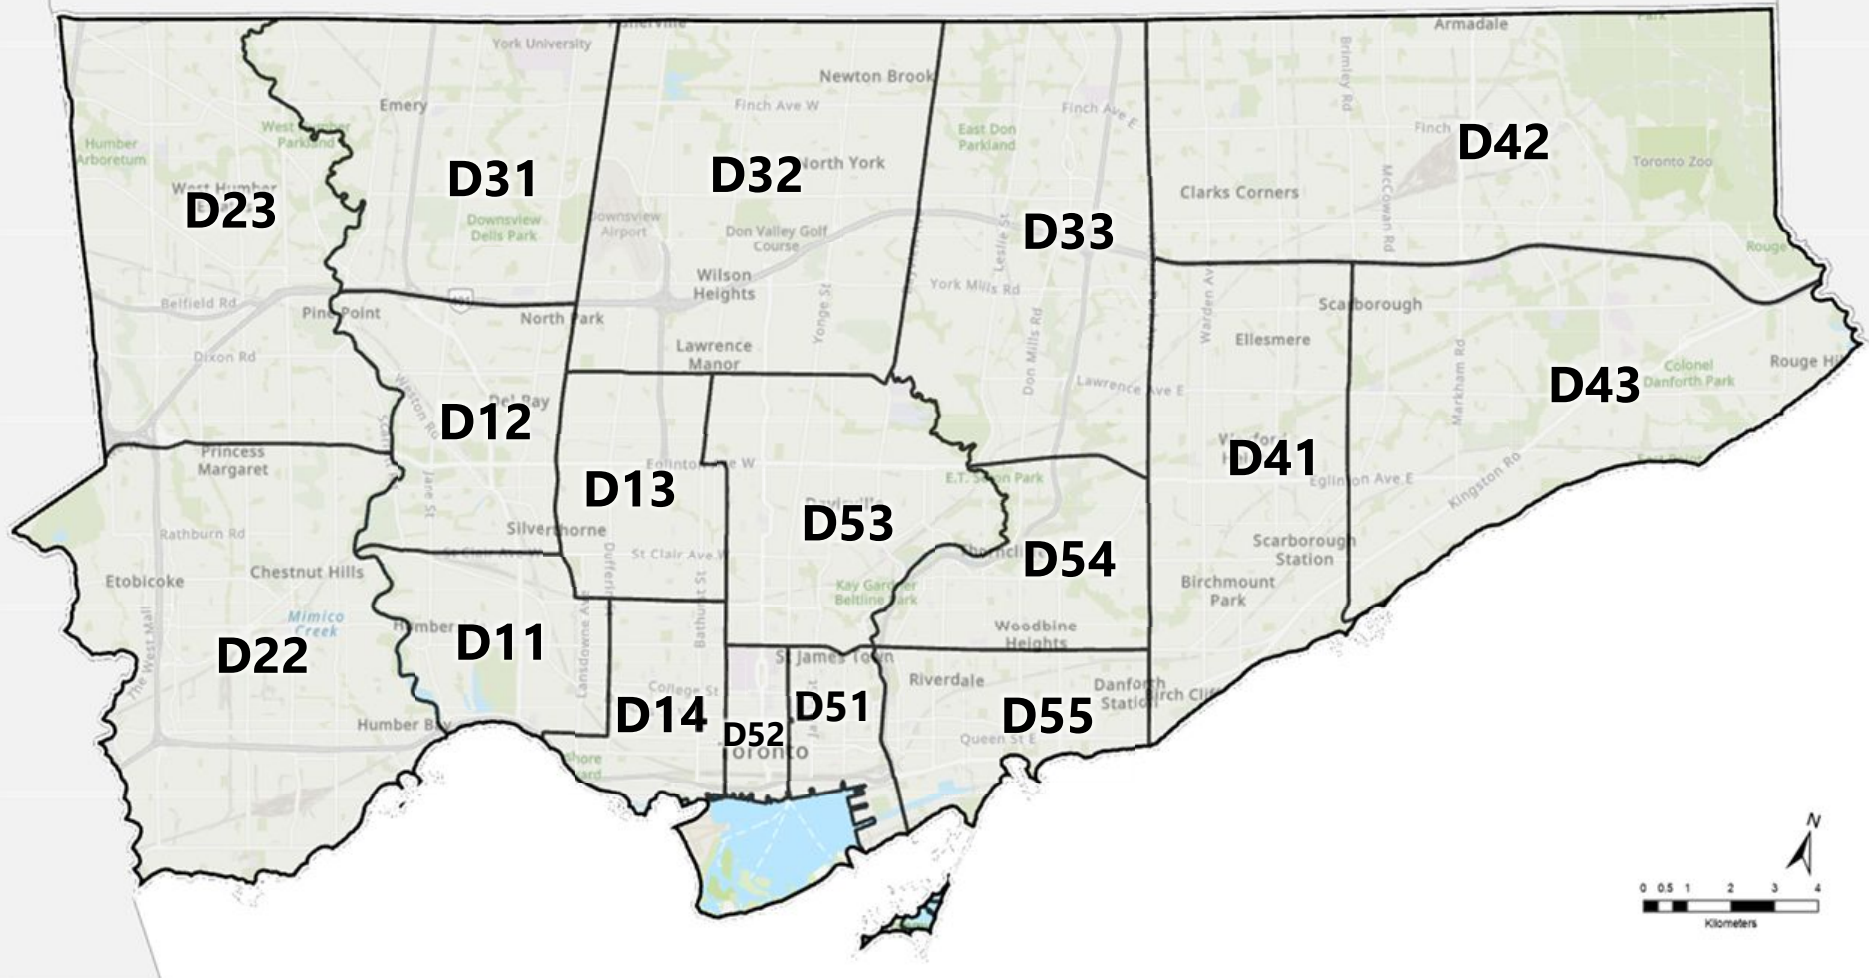 York University
Armadale
Newton Brook
Emery
Finch Ave W
Finch Ave E
Brimley Rd
Finch
D42
Humber
Arboretum
West Humber
Parkland
East Don
Parkland
Toronto Zoo
D31
D32
North York
McCowan Rd
Clarks Corners
West Humber
D23
Downsview
Dells Park
Downsview
Airport
Don Valley Golf
Course
Leslie St
D33
Rouge
Wilson
Heights
York Mills Rd
Warden Av
Belfield Rd
401
Pine Point
North Park
Yonge St
Scarborough
Ellesmere
Dixon Rd
Lawrence
Manor
Don Mills Rd
Markham Rd
Colonel
Danforth Park
Rouge Hi
Lawrence Ave E
D43
Weston Rd
Del Ray
D12
Princess
Margaret
Eglinton Ave W
D41
E.T. Seton Park
Eglinton Ave E
Kingston Ro
Jane St
D13
D53
Rathburn Rd
Silverthorne
St Clair Ave W
St Clair Ave W
Dufferin
D54
Scarborough
Station
Etobicoke
Chestnut Hills
Kay Gardner
Beltline Park
Birchmount
Park
Bathurst St
Mimico
Creek
The West Mall
Humber
D11
Lansdowne Av
Woodbine
Heights
D22
St James Town
Riverdale
College St
Danforth
Station
Birch Cliff
D14
D52
D51
D55
Humber Bay
Queen St E
Toronto
N
0 0.5 1 2 3 4
Kilometers